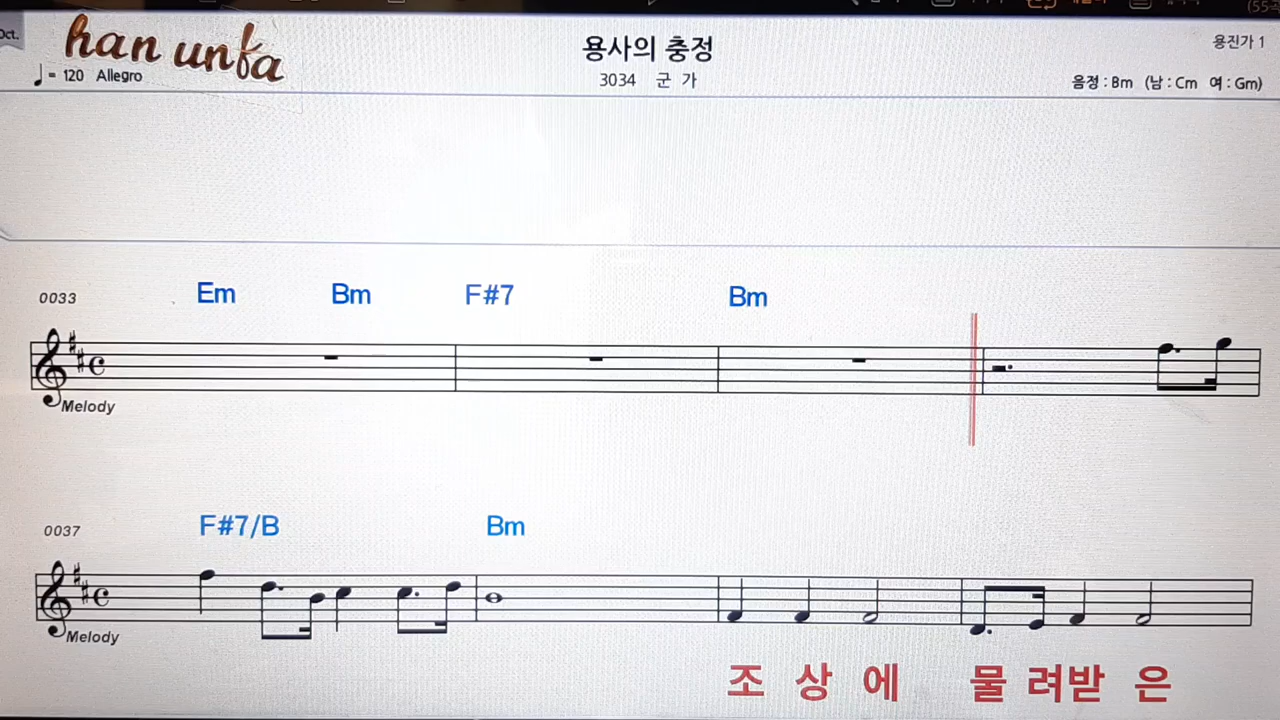 Oct.
han unfa
용사의 충정
용진가 1
♩= 120 Allegro
3034 군 가
음정 : Bm (남 : Cm 여 : Gm)
0033 Em Bm F#7 Bm
Melody
0037 F#7/B Bm
Melody
조 상 에 물 려받 은